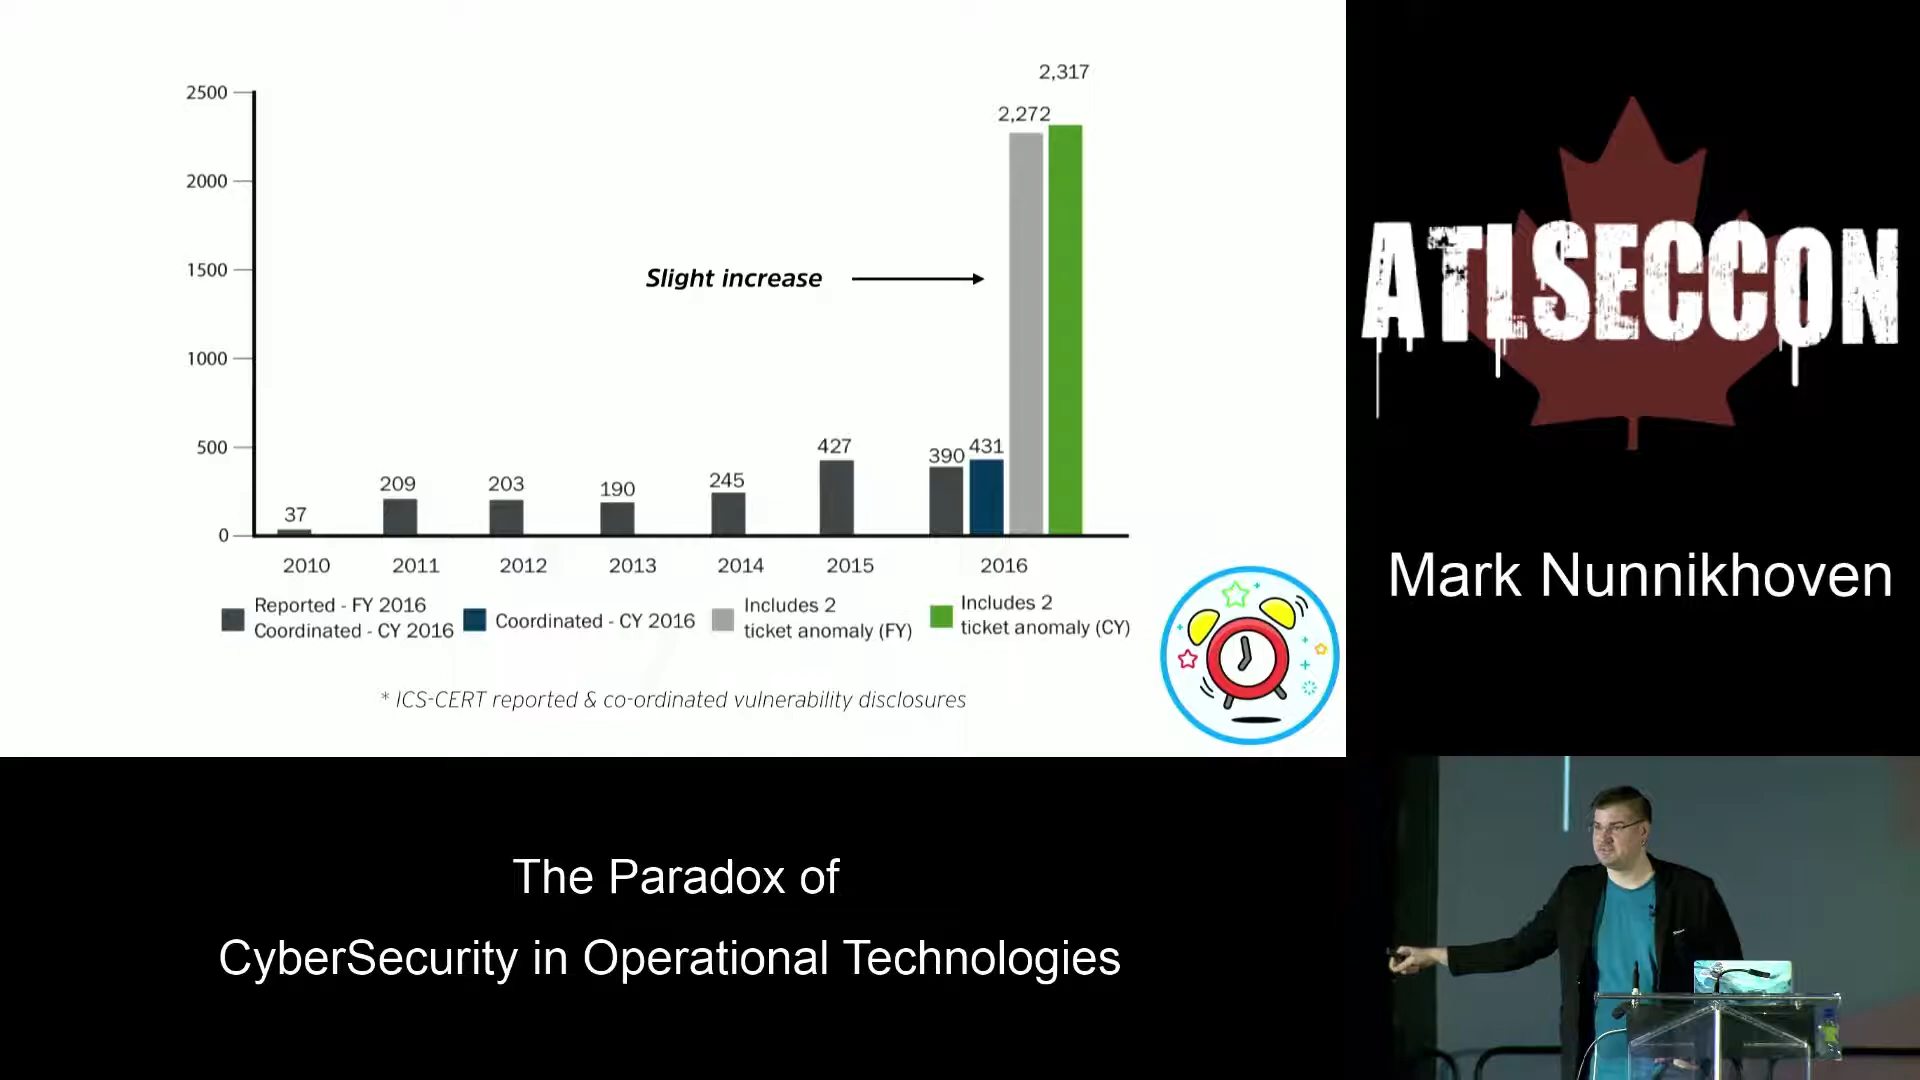 2,317
2,272
2500
2000
1500
1000
500
0
Slight increase
37
209
203
190
245
427
390
431
2010
2011
2012
2013
2014
2015
2016
Reported - FY 2016
Coordinated - CY 2016
Coordinated - CY 2016
Includes 2
ticket anomaly (FY)
Includes 2
ticket anomaly (CY)
* ICS-CERT reported & co-ordinated vulnerability disclosures
ATLSECCON
Mark Nunnikhoven
The Paradox of
CyberSecurity in Operational Technologies